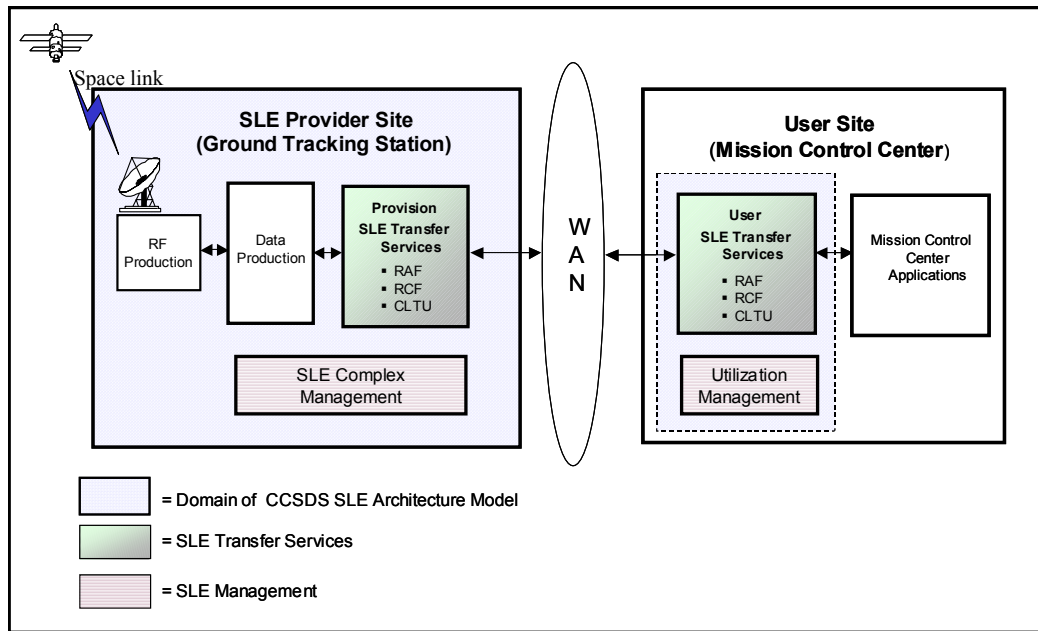 Space link
SLE Provider Site
(Ground Tracking Station)
RF
Production
Data
Production
Provision
SLE Transfer
Services
▪ RAF
▪ RCF
▪ CLTU
SLE Complex
Management
W
A
N
User Site
(Mission Control Center)
User
SLE Transfer
Services
▪ RAF
▪ RCF
▪ CLTU
Mission Control
Center
Applications
Utilization
Management
= Domain of CCSDS SLE Architecture Model
= SLE Transfer Services
= SLE Management